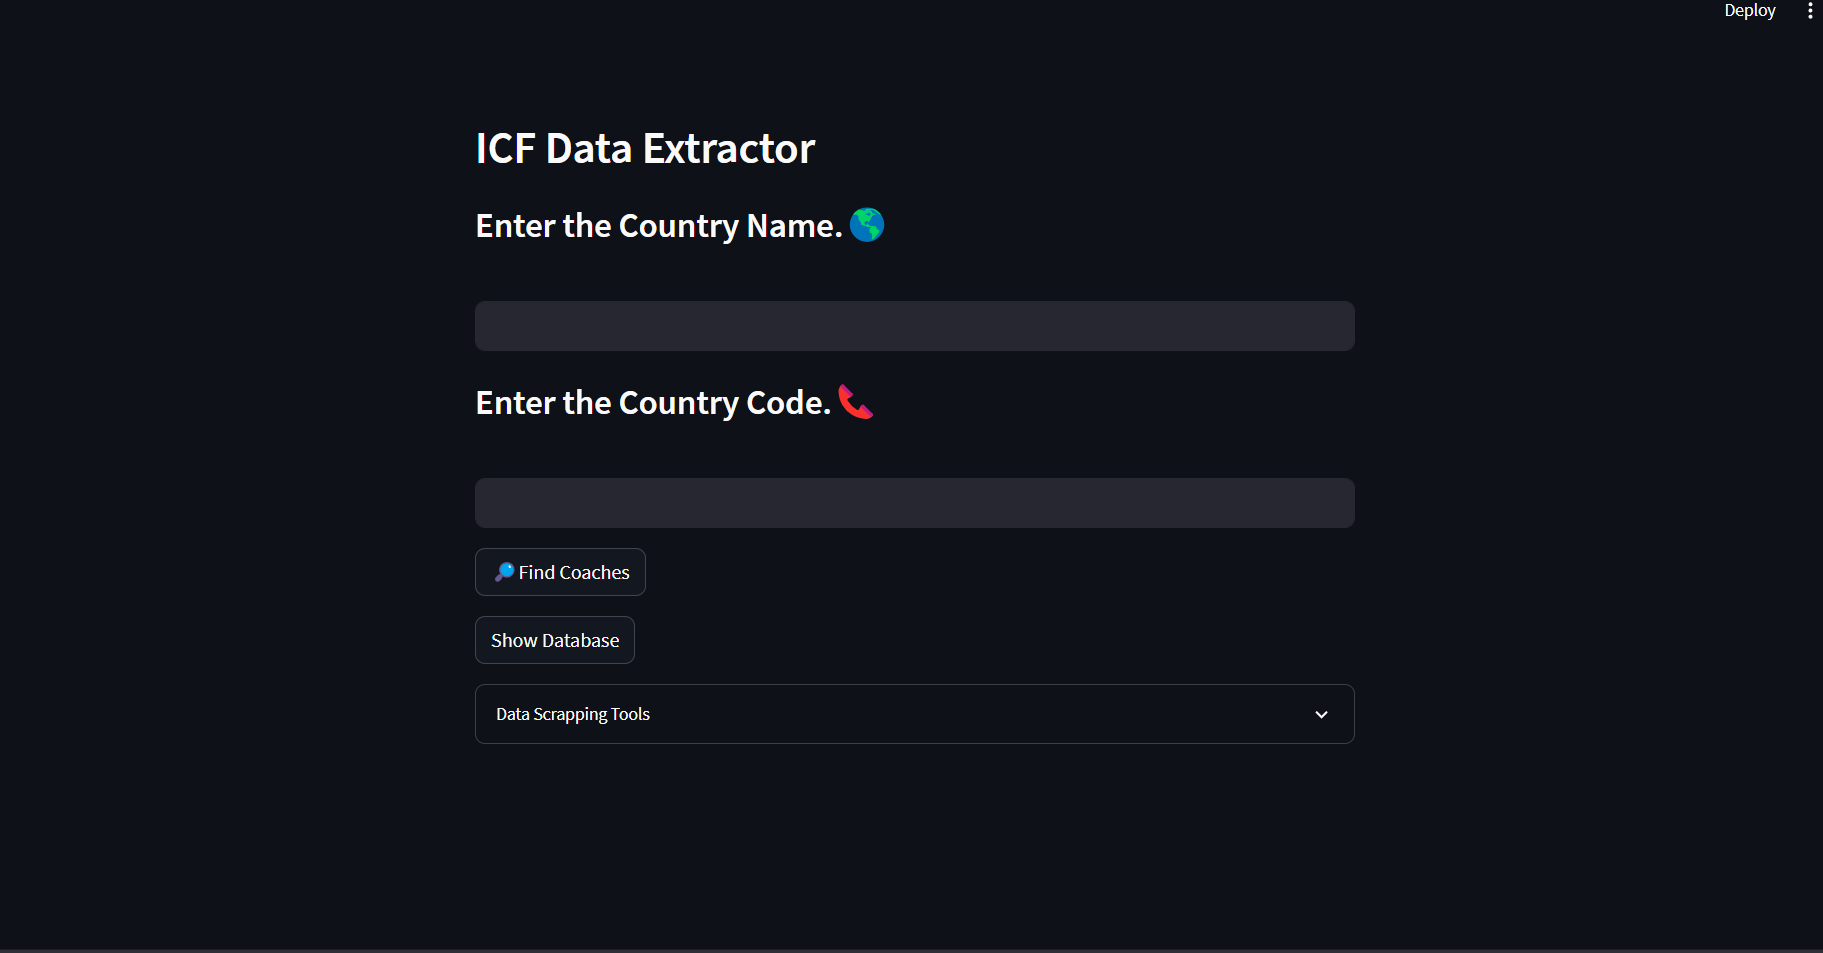 Deploy
ICF Data Extractor
Enter the Country Name. 🌎
Enter the Country Code. 📞
🔎 Find Coaches
Show Database
Data Scrapping Tools